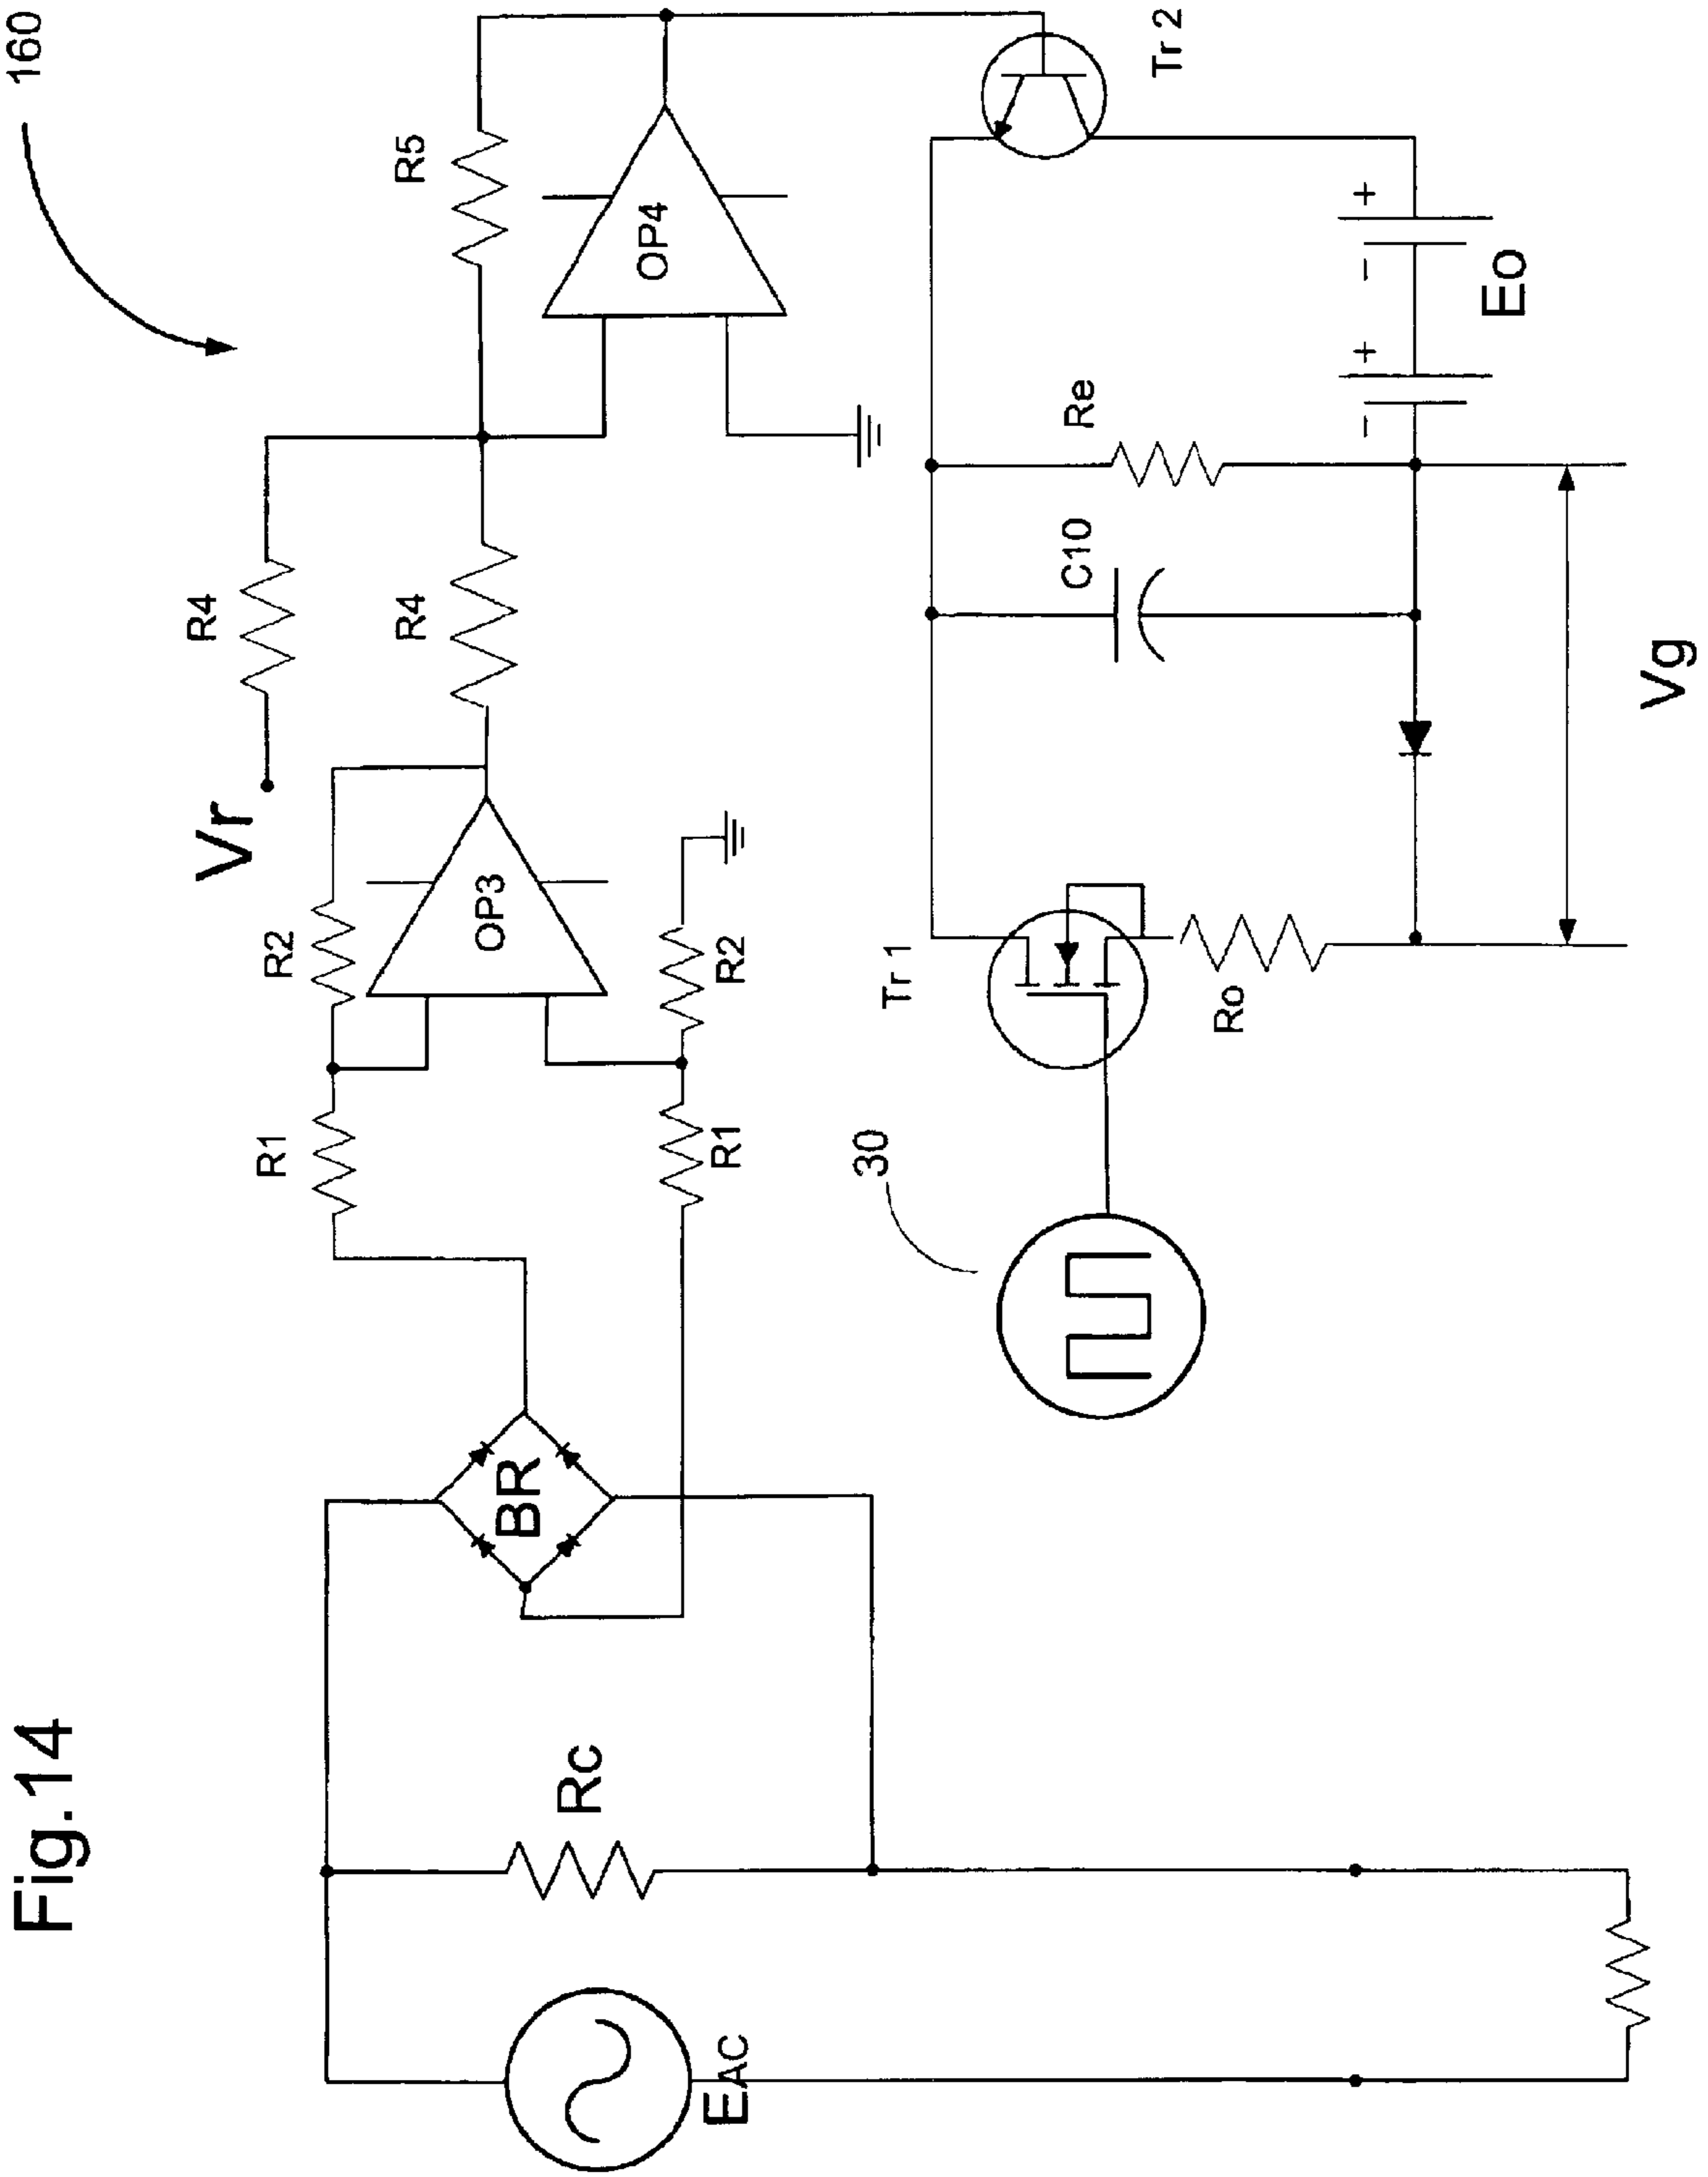 Fig.14
160
R4
Vr
R1
R2
R4
R5
OP3
BR
Rc
OP4
EAC
R1
R2
30
Tr 1
C10
Re
Tr 2
Ro
− + − +
Eo
Vg